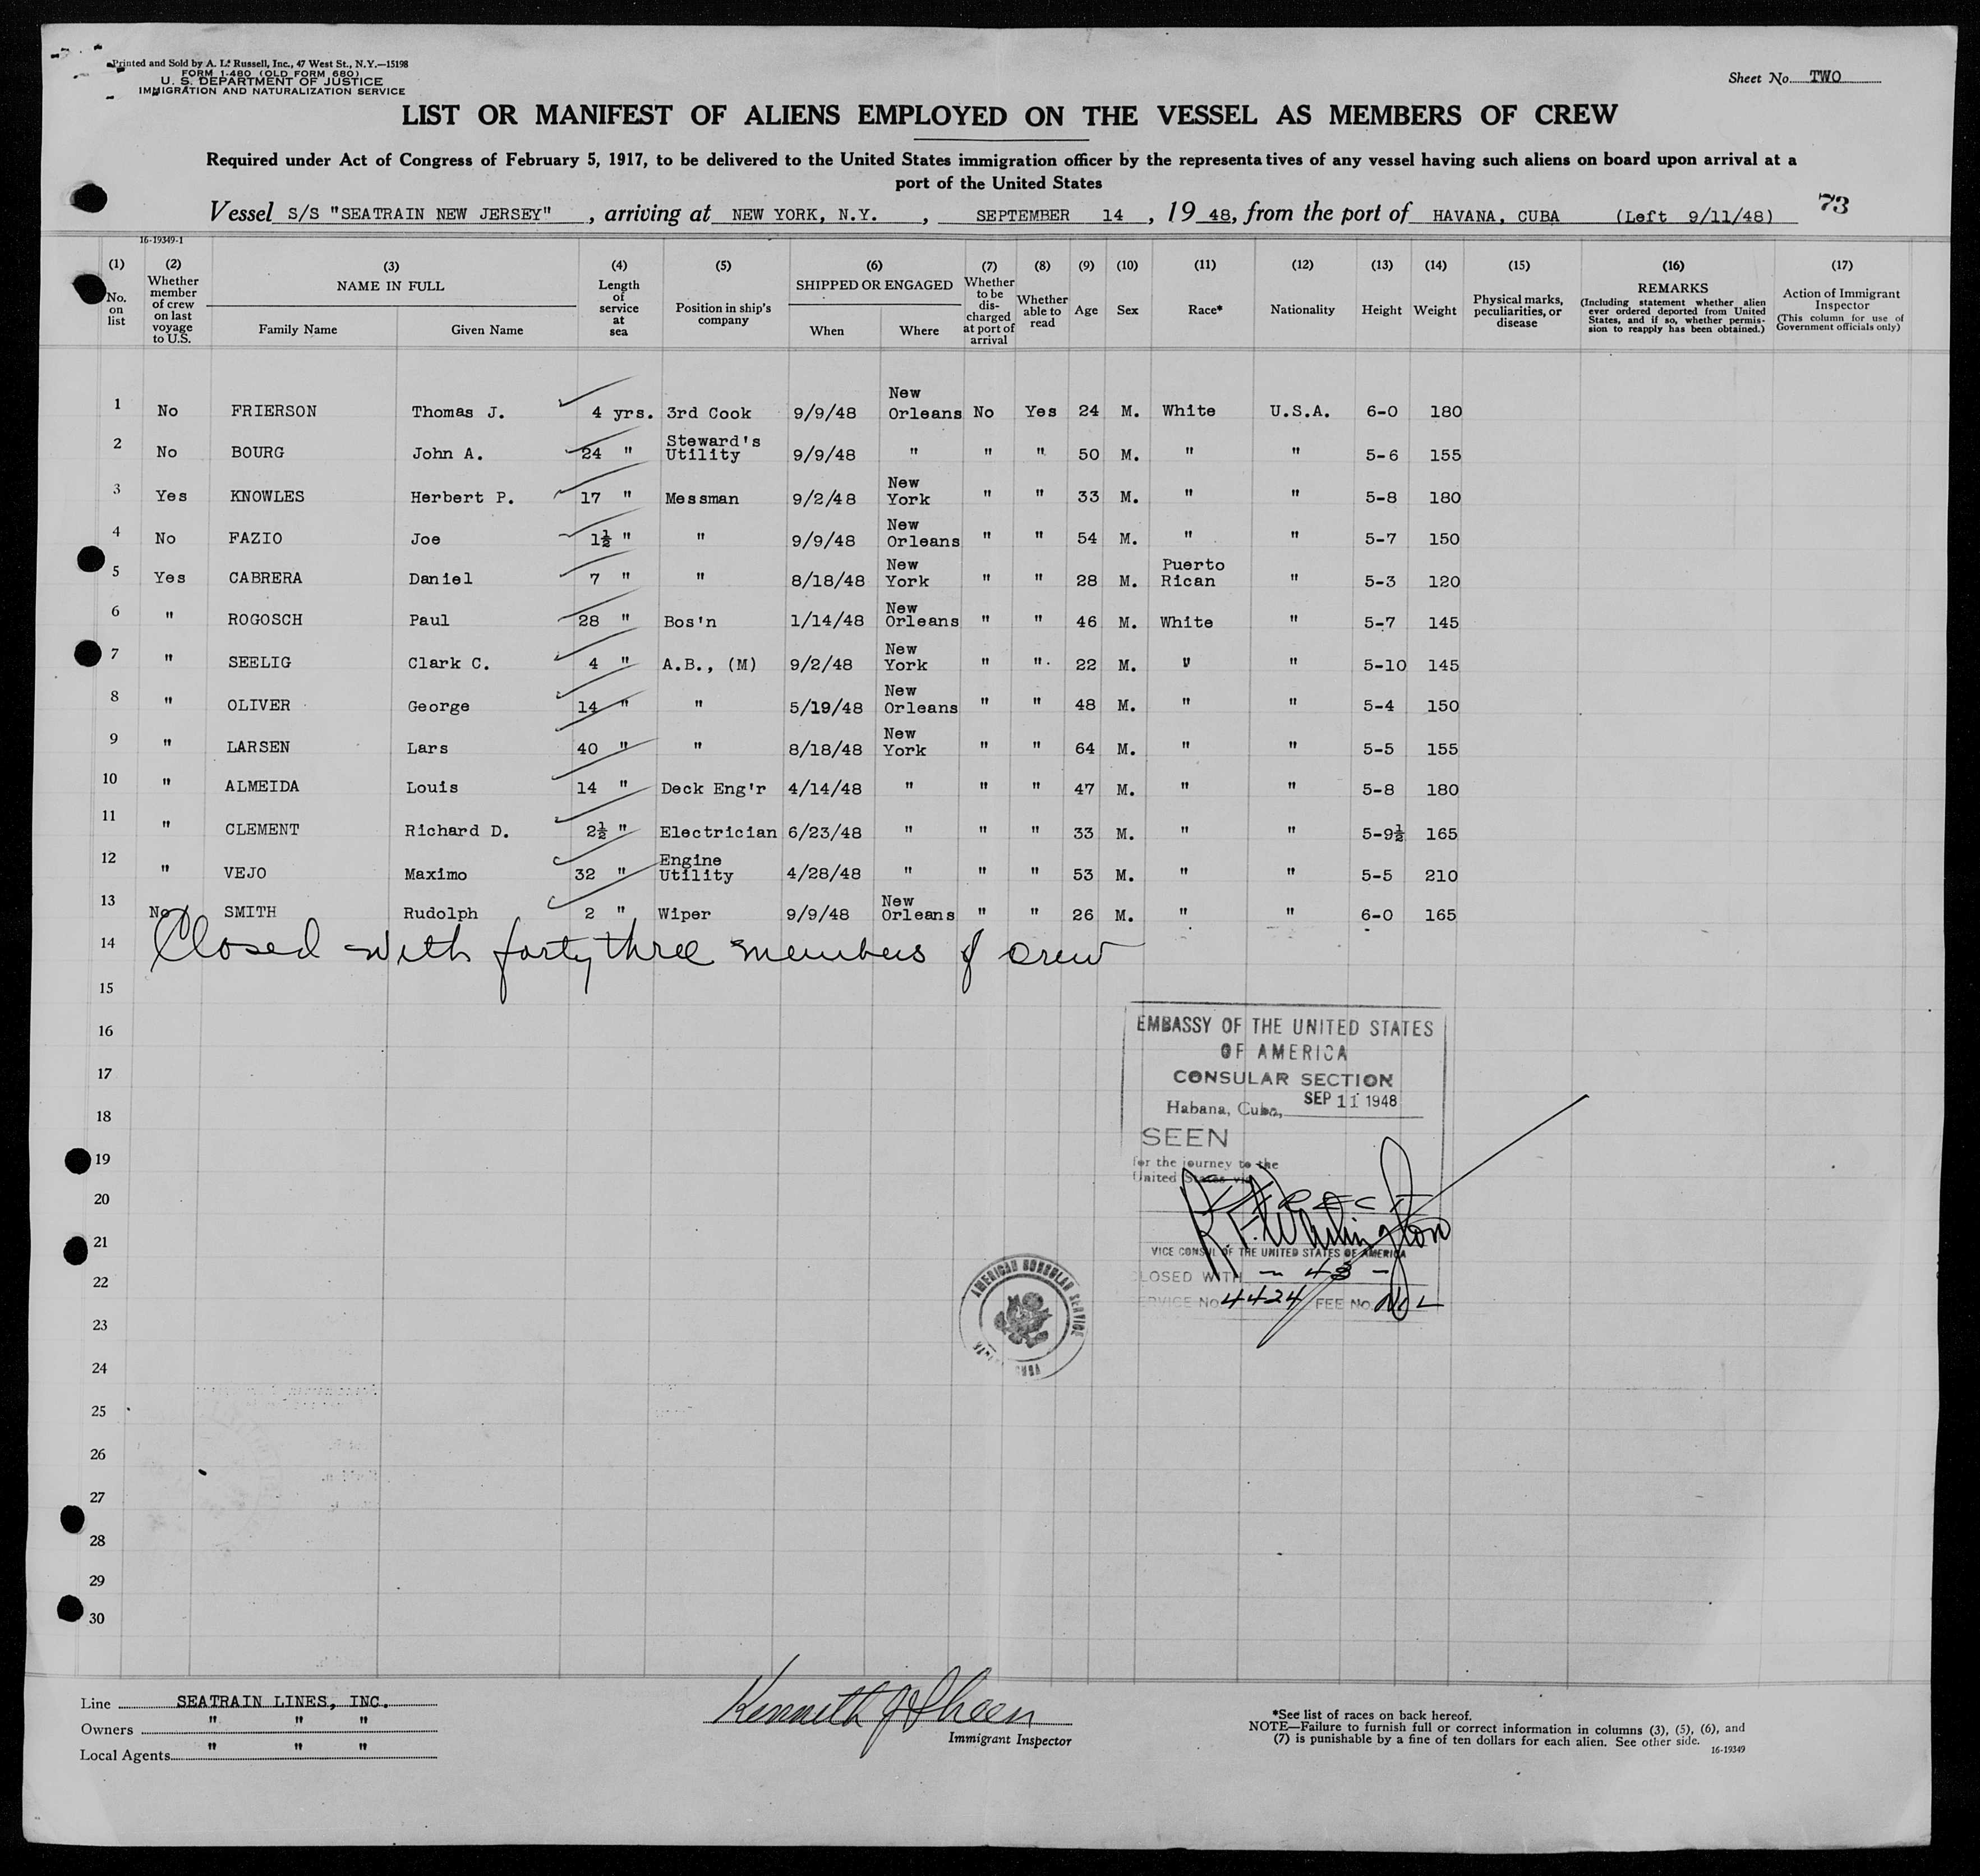 Printed and Sold by A. L. Russell, Inc., 47 West St., N.Y.—15198
FORM I-480 (OLD FORM 680)
U. S. DEPARTMENT OF JUSTICE
IMMIGRATION AND NATURALIZATION SERVICE
Sheet No. TWO
LIST OR MANIFEST OF ALIENS EMPLOYED ON THE VESSEL AS MEMBERS OF CREW
Required under Act of Congress of February 5, 1917, to be delivered to the United States immigration officer by the representatives of any vessel having such aliens on board upon arrival at a
port of the United States
Vessel S/S "SEATRAIN NEW JERSEY", arriving at NEW YORK, N.Y., SEPTEMBER 14, 19 48, from the port of HAVANA, CUBA (Left 9/11/48) 73
16-19349-1
(1) (2) (3) (4) (5) (6) (7) (8) (9) (10) (11) (12) (13) (14) (15) (16) (17)
No. on list
Whether member of crew on last voyage to U.S.
NAME IN FULL
Family Name Given Name
Length of service at sea
Position in ship's company
SHIPPED OR ENGAGED
When Where
Whether to be discharged at port of arrival
Whether able to read
Age Sex Race* Nationality Height Weight
Physical marks, peculiarities, or disease
REMARKS
(Including statement whether alien ever ordered deported from United States, and if so, whether permission to reapply has been obtained.)
Action of Immigrant Inspector
(This column for use of Government officials only)
1 No FRIERSON Thomas J. 4 yrs. 3rd Cook 9/9/48 New Orleans No Yes 24 M. White U.S.A. 6-0 180
2 No BOURG John A. 24 " Steward's Utility 9/9/48 " " " 50 M. " " 5-6 155
3 Yes KNOWLES Herbert P. 17 " Messman 9/2/48 New York " " 33 M. " " 5-8 180
4 No FAZIO Joe 1½ " " 9/9/48 New Orleans " " 54 M. " " 5-7 150
5 Yes CABRERA Daniel 7 " " 8/18/48 New York " " 28 M. Puerto Rican " 5-3 120
6 " ROGOSCH Paul 28 " Bos'n 1/14/48 New Orleans " " 46 M. White " 5-7 145
7 " SEELIG Clark C. 4 " A.B., (M) 9/2/48 New York " " 22 M. " " 5-10 145
8 " OLIVER George 14 " " 5/19/48 New Orleans " " 48 M. " " 5-4 150
9 " LARSEN Lars 40 " " 8/18/48 New York " " 64 M. " " 5-5 155
10 " ALMEIDA Louis 14 " Deck Eng'r 4/14/48 " " " 47 M. " " 5-8 180
11 " CLEMENT Richard D. 2½ " Electrician 6/23/48 " " " 33 M. " " 5-9½ 165
12 " VEJO Maximo 32 " Engine Utility 4/28/48 " " " 53 M. " " 5-5 210
13 No SMITH Rudolph 2 " Wiper 9/9/48 New Orleans " " 26 M. " " 6-0 165
14 Closed with forty three members of crew
15
16
17
18
19
20
21
22
23
24
25
26
27
28
29
30
EMBASSY OF THE UNITED STATES
OF AMERICA
CONSULAR SECTION
Habana, Cuba, SEP 11 1948
SEEN
for the journey to the
United States via
VICE CONSUL OF THE UNITED STATES OF AMERICA
CLOSED WITH — 43 —
SERVICE NO. 4424 FEE NO. NIL
AMERICAN CONSULAR SERVICE
CUBA
Line SEATRAIN LINES, INC.
Owners " " "
Local Agents " " "
Kenneth J Sheen
Immigrant Inspector
*See list of races on back hereof.
NOTE—Failure to furnish full or correct information in columns (3), (5), (6), and
(7) is punishable by a fine of ten dollars for each alien. See other side.
16-19349